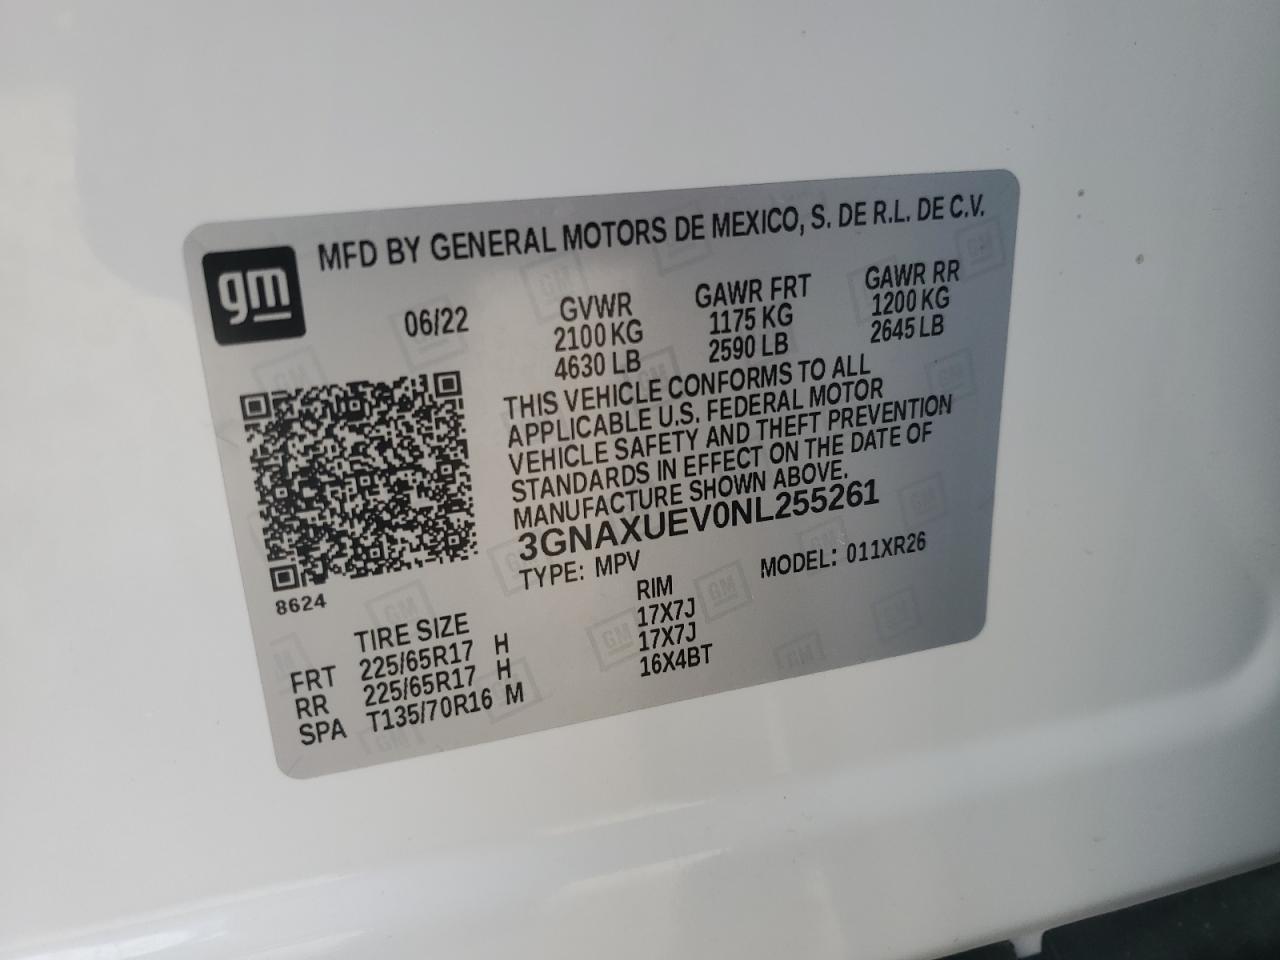 gm
MFD BY GENERAL MOTORS DE MEXICO, S. DE R.L. DE C.V.
06/22
GVWR
2100 KG
4630 LB
GAWR FRT
1175 KG
2590 LB
GAWR RR
1200 KG
2645 LB
THIS VEHICLE CONFORMS TO ALL
APPLICABLE U.S. FEDERAL MOTOR
VEHICLE SAFETY AND THEFT PREVENTION
STANDARDS IN EFFECT ON THE DATE OF
MANUFACTURE SHOWN ABOVE.
3GNAXUEV0NL255261
TYPE: MPV
MODEL: 011XR26
8624
TIRE SIZE
RIM
FRT 225/65R17 H 17X7J
RR 225/65R17 H 17X7J
SPA T135/70R16 M 16X4BT